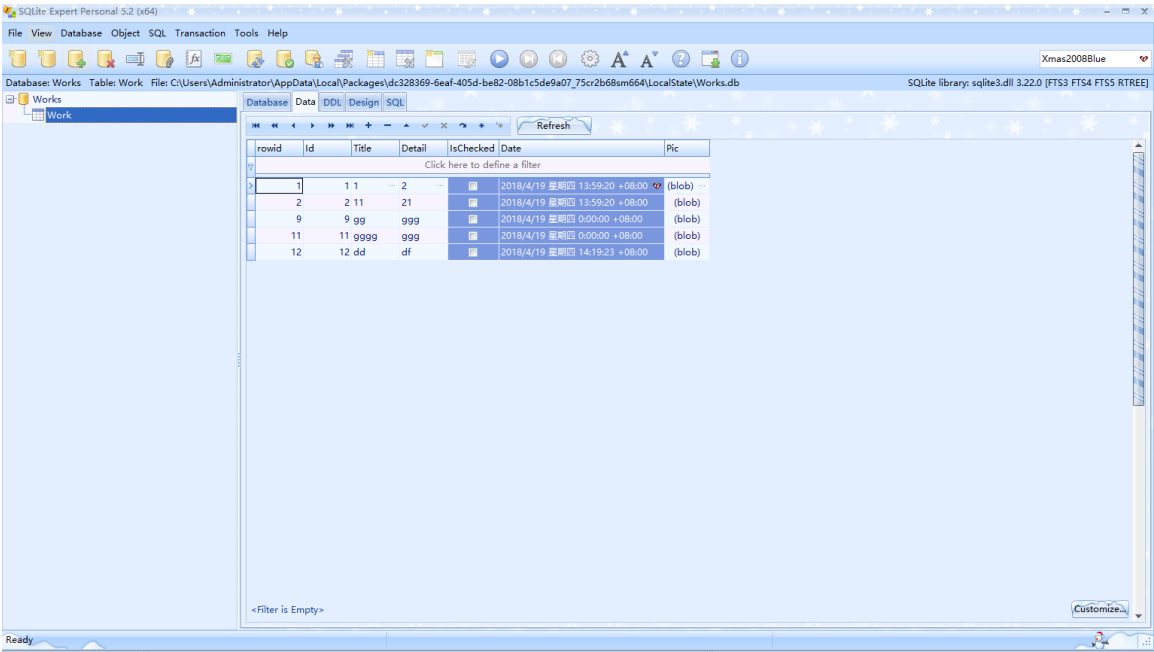 SQLite Expert Personal 5.2 (x64)
File View Database Object SQL Transaction Tools Help
Xmas2008Blue
Database: Works Table: Work File: C:\Users\Administrator\AppData\Local\Packages\dc328369-6eaf-405d-be82-08b1c5de9a07_75cr2b68sm664\LocalState\Works.db SQLite library: sqlite3.dll 3.22.0 [FTS3 FTS4 FTS5 RTREE]
Works
Work
Database Data DDL Design SQL
Refresh
rowid Id Title Detail IsChecked Date Pic
Click here to define a filter
1 1 1 2 2018/4/19 星期四 13:59:20 +08:00 (blob)
2 2 11 21 2018/4/19 星期四 13:59:20 +08:00 (blob)
9 9 gg ggg 2018/4/19 星期四 0:00:00 +08:00 (blob)
11 11 gggg ggg 2018/4/19 星期四 0:00:00 +08:00 (blob)
12 12 dd df 2018/4/19 星期四 14:19:23 +08:00 (blob)
<Filter is Empty>
Customize...
Ready